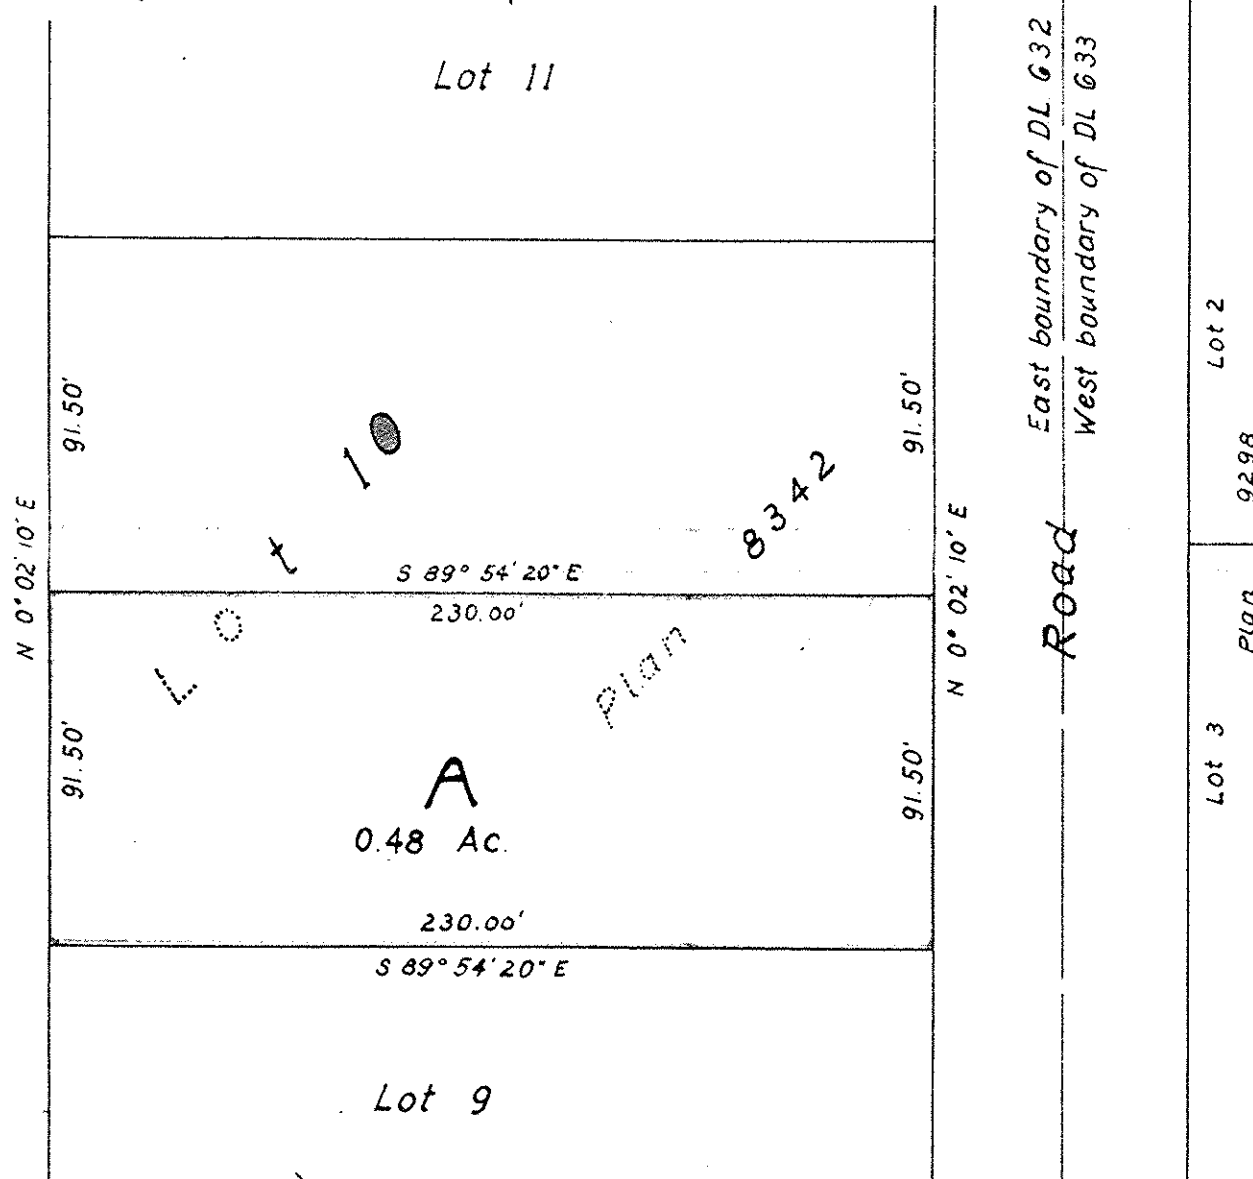 Lot 11
91.50'
91.50'
N 0° 02' 10" E
N 0° 02' 10" E
Lot 10
Plan 8342
S 89° 54' 20" E
230.00'
91.50'
91.50'
A
0.48 Ac.
230.00'
S 89° 54' 20" E
Lot 9
East boundary of DL 632
West boundary of DL 633
Road
Lot 2
Plan 9298
Lot 3